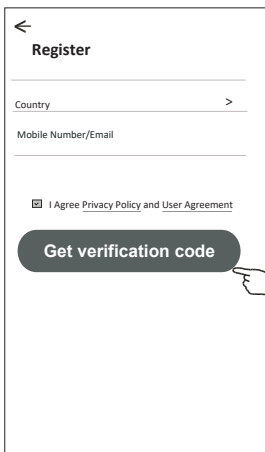 Register
Country >
Mobile Number/Email
I Agree Privacy Policy and User Agreement
Get verification code